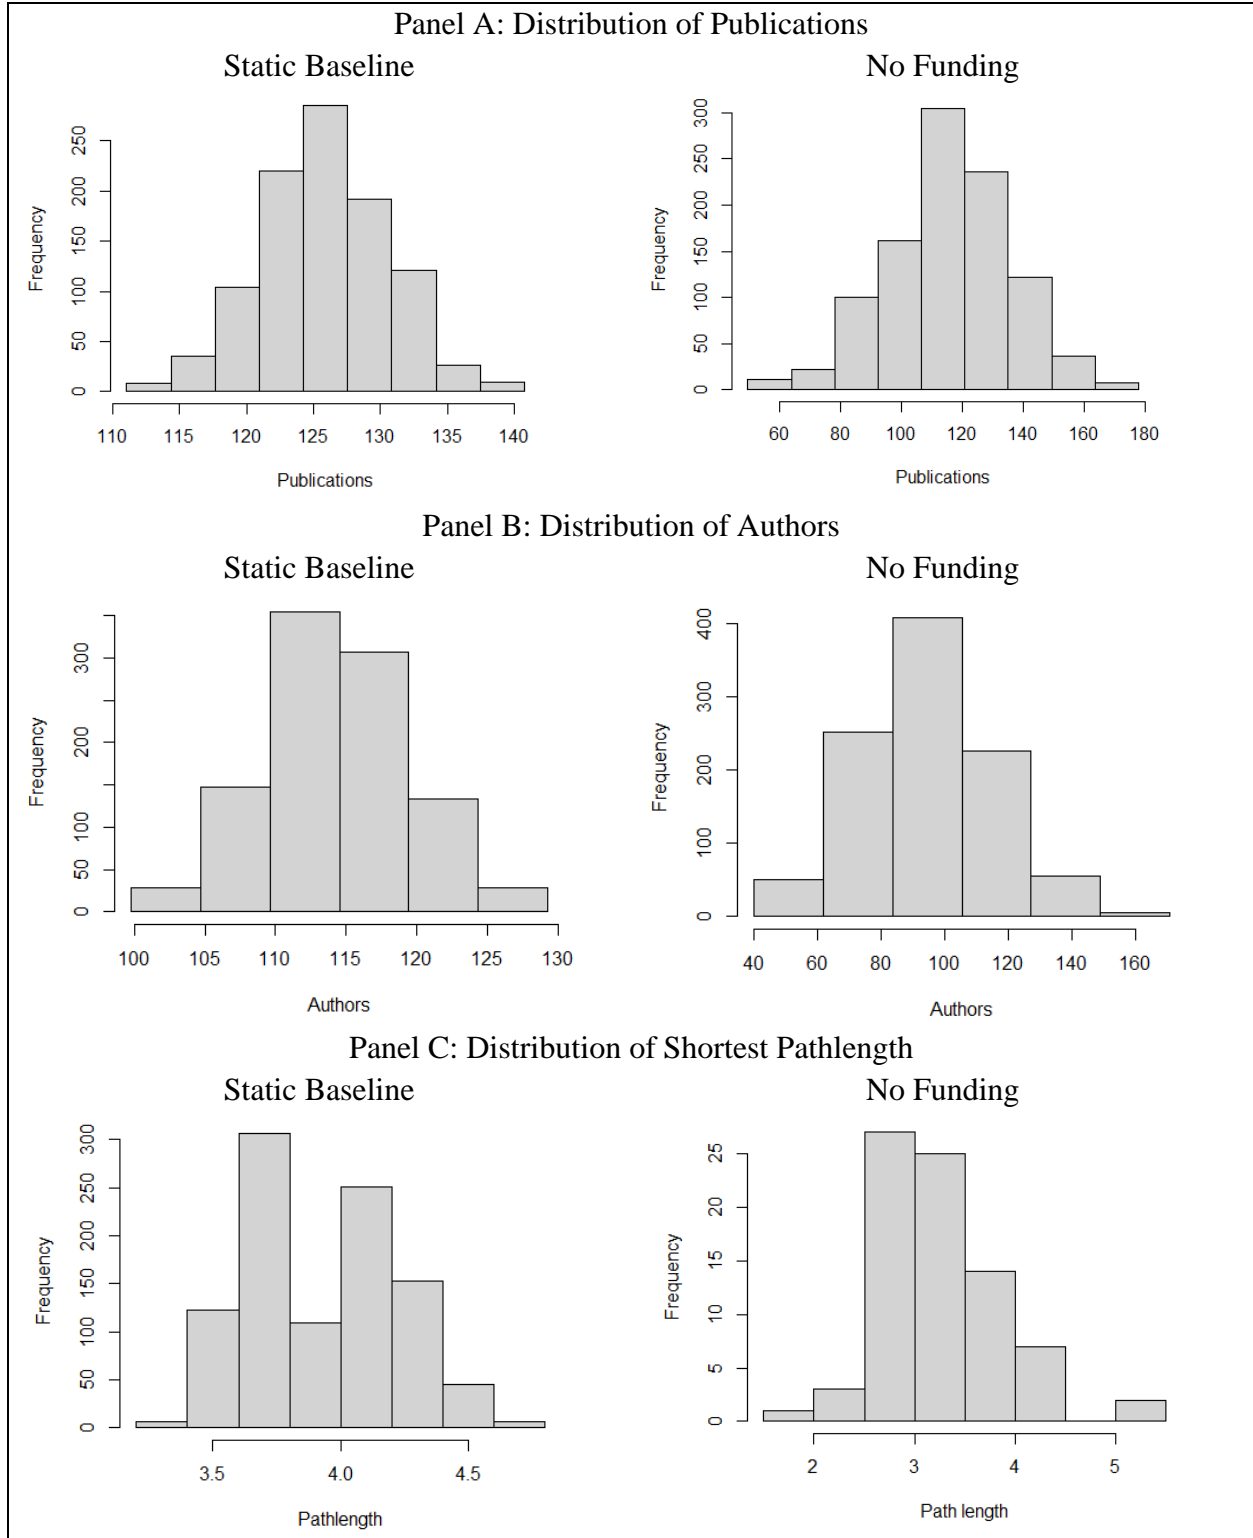 Panel A: Distribution of Publications
Static Baseline No Funding
Frequency
0 50 100 150 200 250
110 115 120 125 130 135 140
Publications
Frequency
0 50 100 150 200 250 300
60 80 100 120 140 160 180
Publications
Panel B: Distribution of Authors
Static Baseline No Funding
Frequency
0 50 100 200 300
100 105 110 115 120 125 130
Authors
Frequency
0 100 200 300 400
40 60 80 100 120 140 160
Authors
Panel C: Distribution of Shortest Pathlength
Static Baseline No Funding
Frequency
0 50 100 150 200 250 300
3.5 4.0 4.5
Pathlength
Frequency
0 5 10 15 20 25
2 3 4 5
Path length